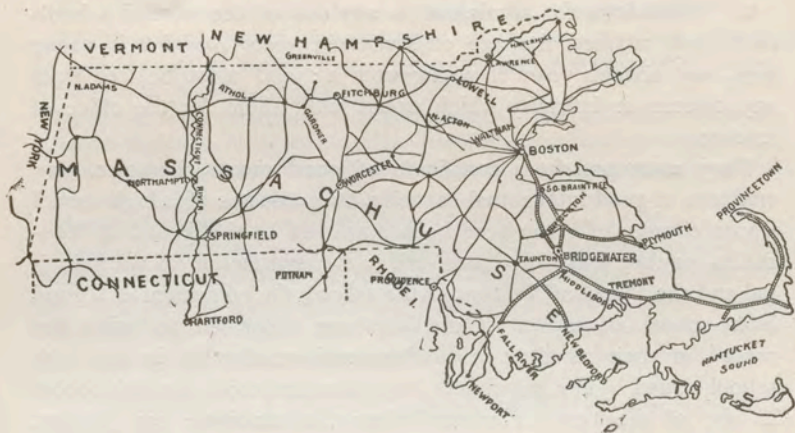 NEW HAMPSHIRE
VERMONT
GREENVILLE
HAVERHILL
LAWRENCE
N. ADAMS
ATHOL
FITCHBURG
LOWELL
NEW YORK
CONNECTICUT RIVER
GARDNER
N. ACTON
WALTHAM
BOSTON
MASSACHUSETTS
NORTHAMPTON
WORCESTER
SO. BRAINTREE
PROVINCETOWN
SPRINGFIELD
PLYMOUTH
BRIDGEWATER
TAUNTON
CONNECTICUT
PUTNAM
RHODE I.
PROVIDENCE
MIDDLEBORO
TREMONT
HARTFORD
FALL RIVER
NEW BEDFORD
NEWPORT
NANTUCKET
SOUND